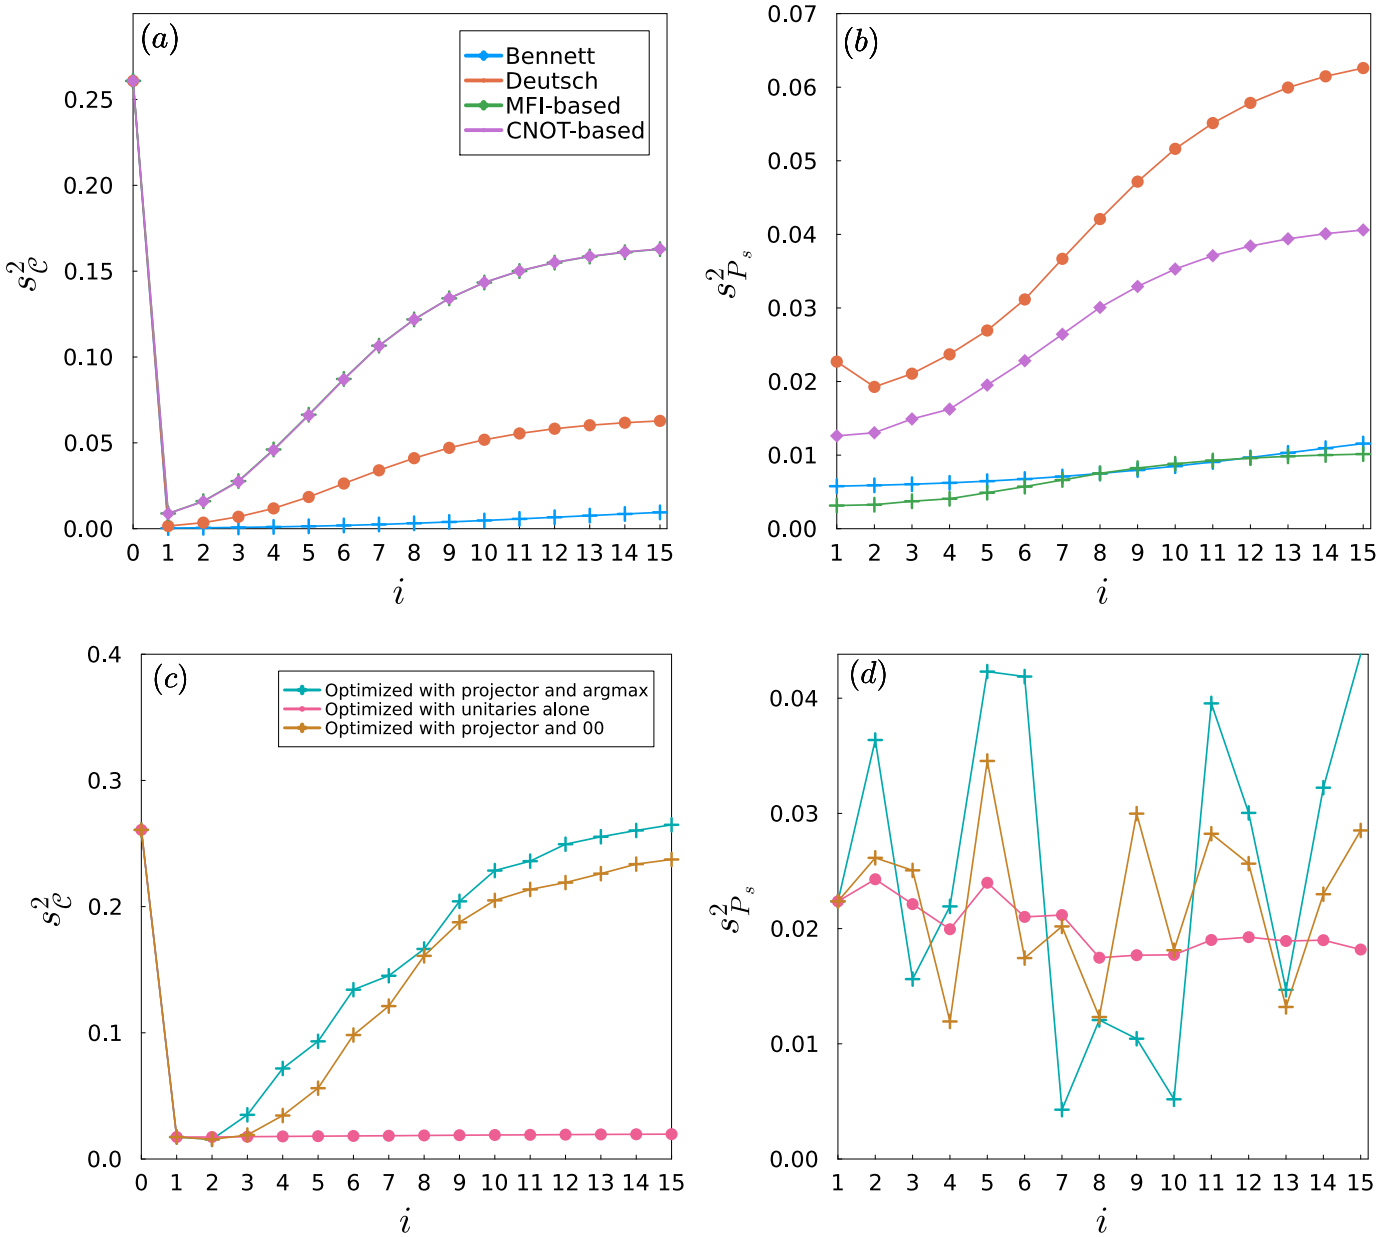 (a)
Bennett
Deutsch
MFI-based
CNOT-based
0.25
0.20
0.15
0.10
0.05
0.00
s²_𝒞
0 1 2 3 4 5 6 7 8 9 10 11 12 13 14 15
i
(b)
0.07
0.06
0.05
0.04
0.03
0.02
0.01
0.00
s²_{P_s}
1 2 3 4 5 6 7 8 9 10 11 12 13 14 15
i
(c)
Optimized with projector and argmax
Optimized with unitaries alone
Optimized with projector and 00
0.4
0.3
0.2
0.1
0.0
s²_𝒞
0 1 2 3 4 5 6 7 8 9 10 11 12 13 14 15
i
(d)
0.04
0.03
0.02
0.01
0.00
s²_{P_s}
1 2 3 4 5 6 7 8 9 10 11 12 13 14 15
i